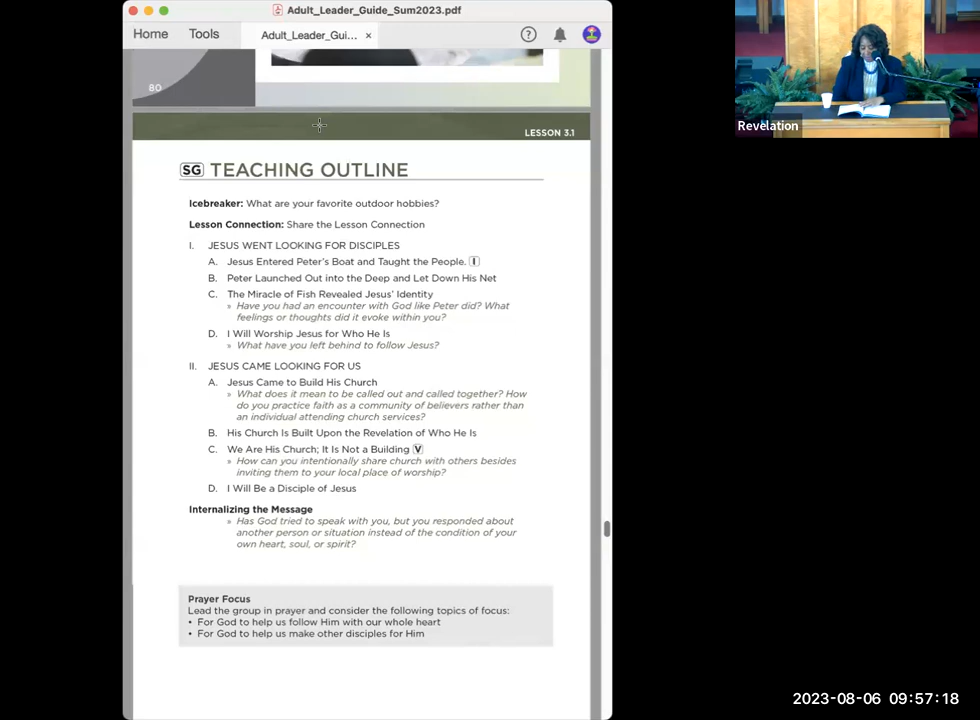 Adult_Leader_Guide_Sum2023.pdf
Home Tools Adult_Leader_Gui... ×
80
LESSON 3.1
SG TEACHING OUTLINE
Icebreaker: What are your favorite outdoor hobbies?
Lesson Connection: Share the Lesson Connection
I. JESUS WENT LOOKING FOR DISCIPLES
A. Jesus Entered Peter's Boat and Taught the People. I
B. Peter Launched Out into the Deep and Let Down His Net
C. The Miracle of Fish Revealed Jesus' Identity
» Have you had an encounter with God like Peter did? What
feelings or thoughts did it evoke within you?
D. I Will Worship Jesus for Who He Is
» What have you left behind to follow Jesus?
II. JESUS CAME LOOKING FOR US
A. Jesus Came to Build His Church
» What does it mean to be called out and called together? How
do you practice faith as a community of believers rather than
an individual attending church services?
B. His Church Is Built Upon the Revelation of Who He Is
C. We Are His Church; It Is Not a Building V
» How can you intentionally share church with others besides
inviting them to your local place of worship?
D. I Will Be a Disciple of Jesus
Internalizing the Message
» Has God tried to speak with you, but you responded about
another person or situation instead of the condition of your
own heart, soul, or spirit?
Prayer Focus
Lead the group in prayer and consider the following topics of focus:
• For God to help us follow Him with our whole heart
• For God to help us make other disciples for Him
Revelation
2023-08-06 09:57:18